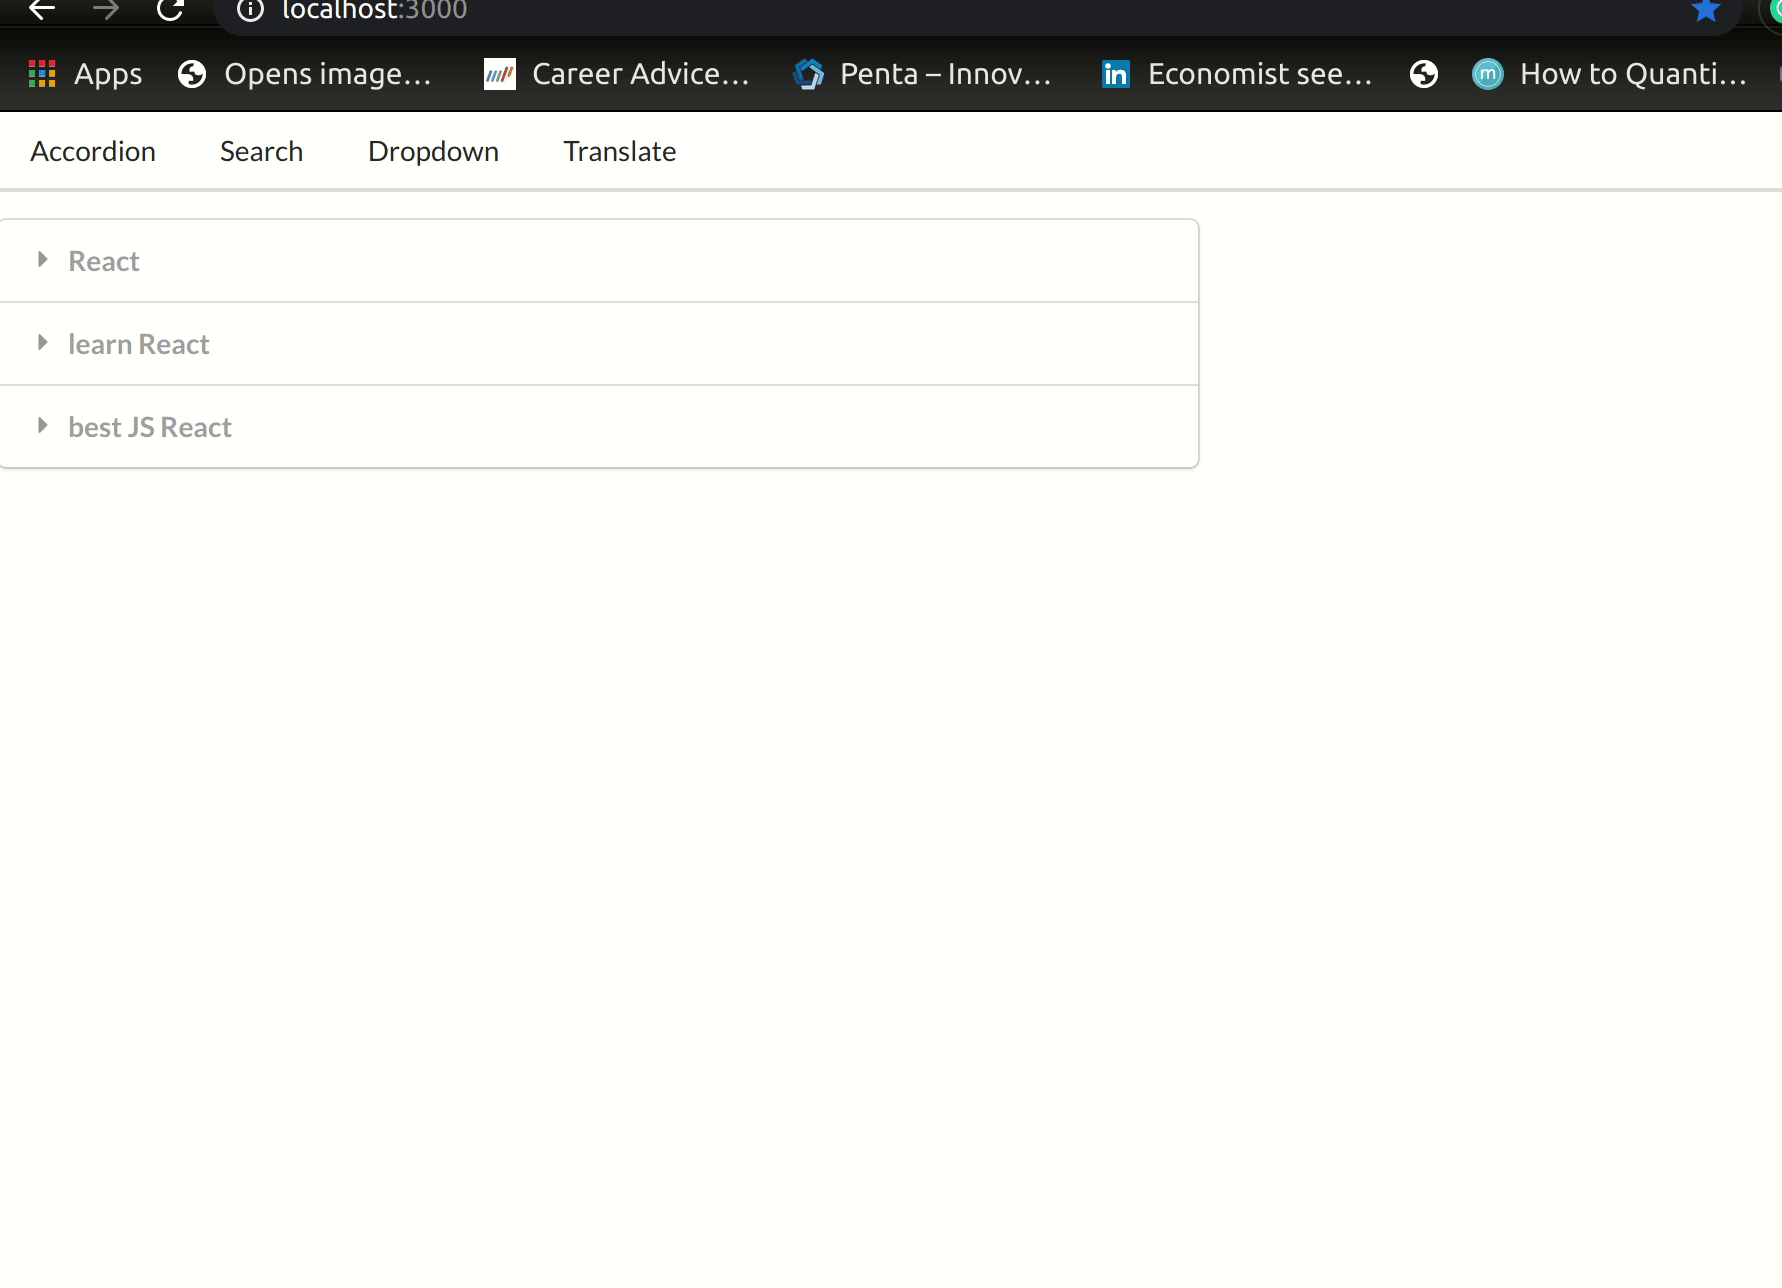 localhost:3000
Apps Opens image... Career Advice... Penta – Innov... in Economist see... m How to Quanti...
Accordion Search Dropdown Translate
React
learn React
best JS React